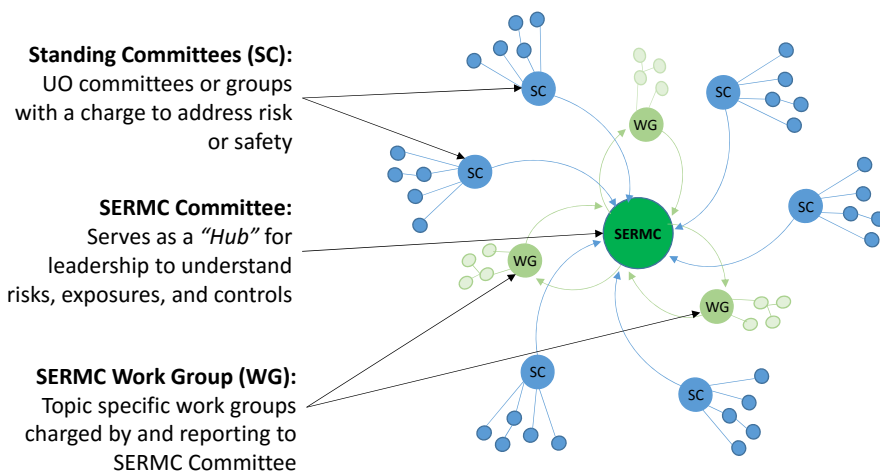 Standing Committees (SC):
UO committees or groups
with a charge to address risk
or safety
SERMC Committee:
Serves as a “Hub” for
leadership to understand
risks, exposures, and controls
SERMC Work Group (WG):
Topic specific work groups
charged by and reporting to
SERMC Committee
SC
SC
WG
SC
SC
SERMC
WG
WG
SC
SC